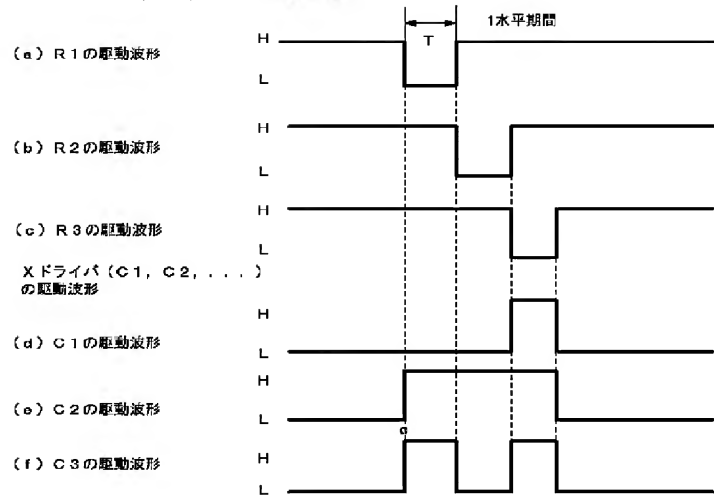 1水平期間
H
T
(a) R1の駆動波形
L
H
(b) R2の駆動波形
L
H
(c) R3の駆動波形
L
Xドライバ(C1, C2, . . . . )
の駆動波形
H
(d) C1の駆動波形
L
H
(e) C2の駆動波形
L
H
(f) C3の駆動波形
L